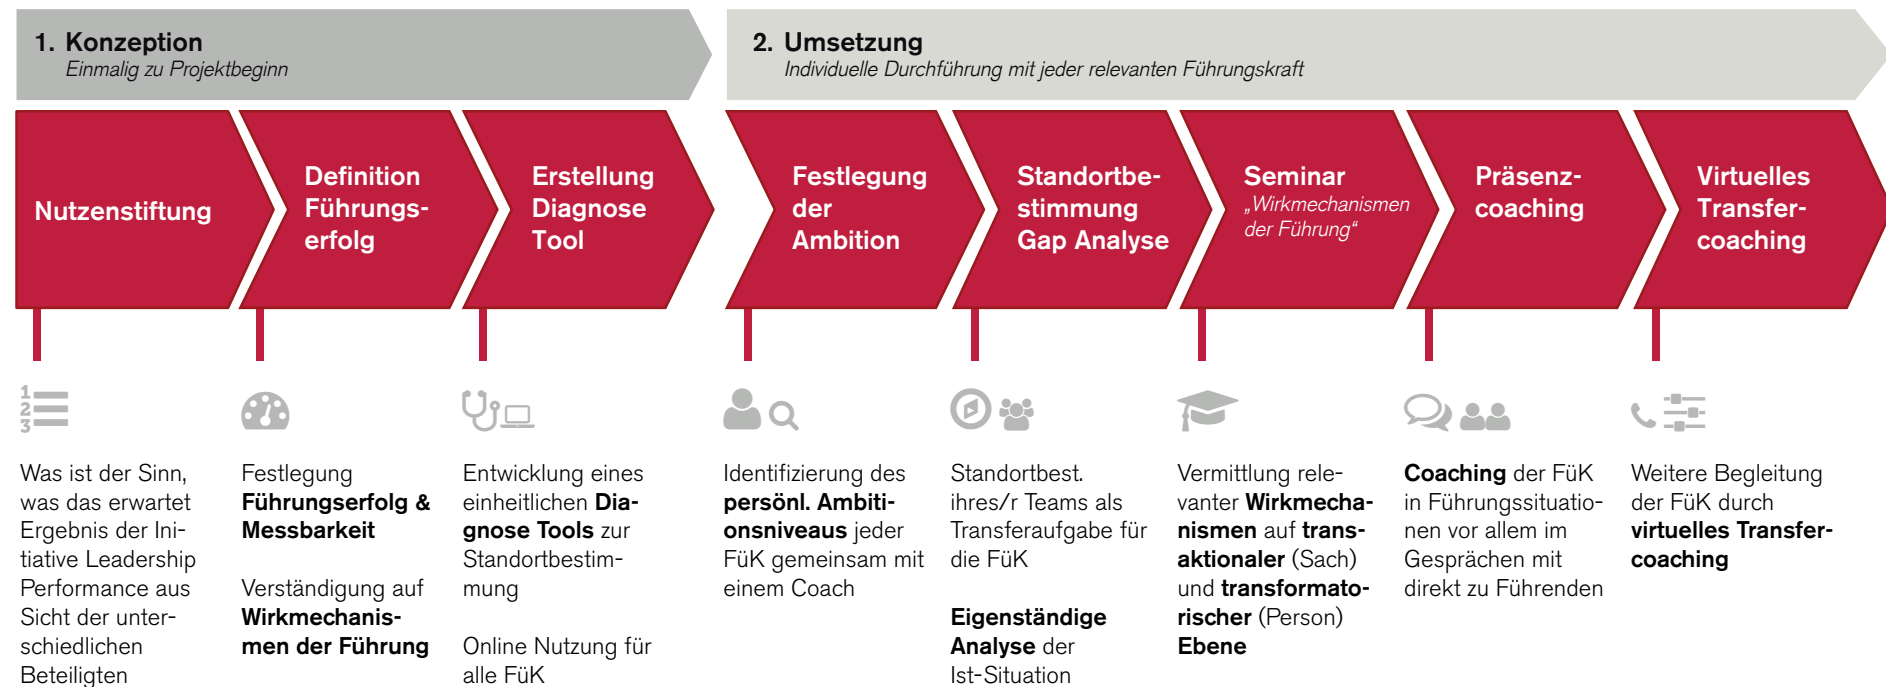 1. Konzeption
Einmalig zu Projektbeginn
2. Umsetzung
Individuelle Durchführung mit jeder relevanten Führungskraft
Nutzenstiftung
Definition
Führungs-
erfolg
Erstellung
Diagnose
Tool
Festlegung
der
Ambition
Standortbe-
stimmung
Gap Analyse
Seminar
„Wirkmechanismen
der Führung“
Präsenz-
coaching
Virtuelles
Transfer-
coaching
1
2
3
Was ist der Sinn,
was das erwartet
Ergebnis der Ini-
tiative Leadership
Performance aus
Sicht der unter-
schiedlichen
Beteiligten
Festlegung
Führungserfolg &
Messbarkeit
Verständigung auf
Wirkmechanis-
men der Führung
Entwicklung eines
einheitlichen Dia-
gnose Tools zur
Standortbestim-
mung
Online Nutzung für
alle FüK
Identifizierung des
persönl. Ambiti-
onsniveaus jeder
FüK gemeinsam mit
einem Coach
Standortbest.
ihres/r Teams als
Transferaufgabe für
die FüK
Eigenständige
Analyse der
Ist-Situation
Vermittlung rele-
vanter Wirkmecha-
nismen auf trans-
aktionaler (Sach)
und transformato-
rischer (Person)
Ebene
Coaching der FüK
in Führungssituatio-
nen vor allem im
Gesprächen mit
direkt zu Führenden
Weitere Begleitung
der FüK durch
virtuelles Transfer-
coaching